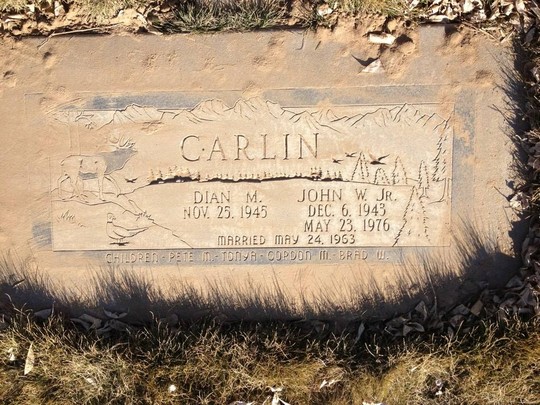 CARLIN
DIAN M.
NOV. 25, 1945
JOHN W. JR.
DEC. 6, 1943
MAY 23, 1976
MARRIED MAY 24, 1963
CHILDREN - PETE M. - TONYA - GORDON M. - BRAD W.